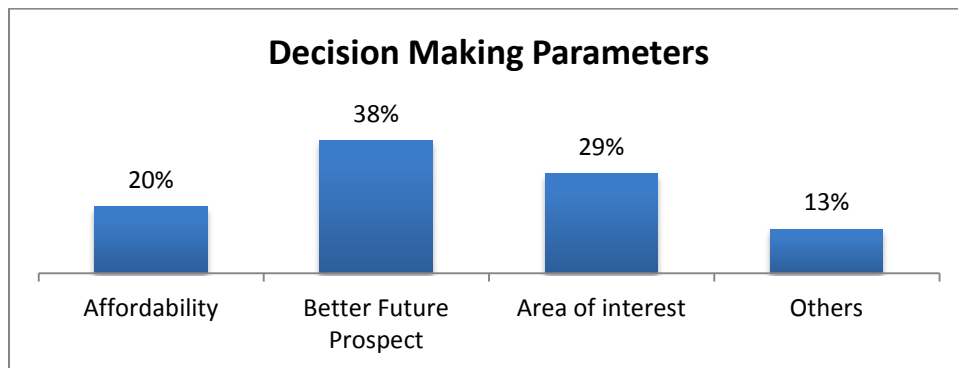 Decision Making Parameters
38%
29%
20%
13%
Affordability
Better Future
Prospect
Area of interest
Others